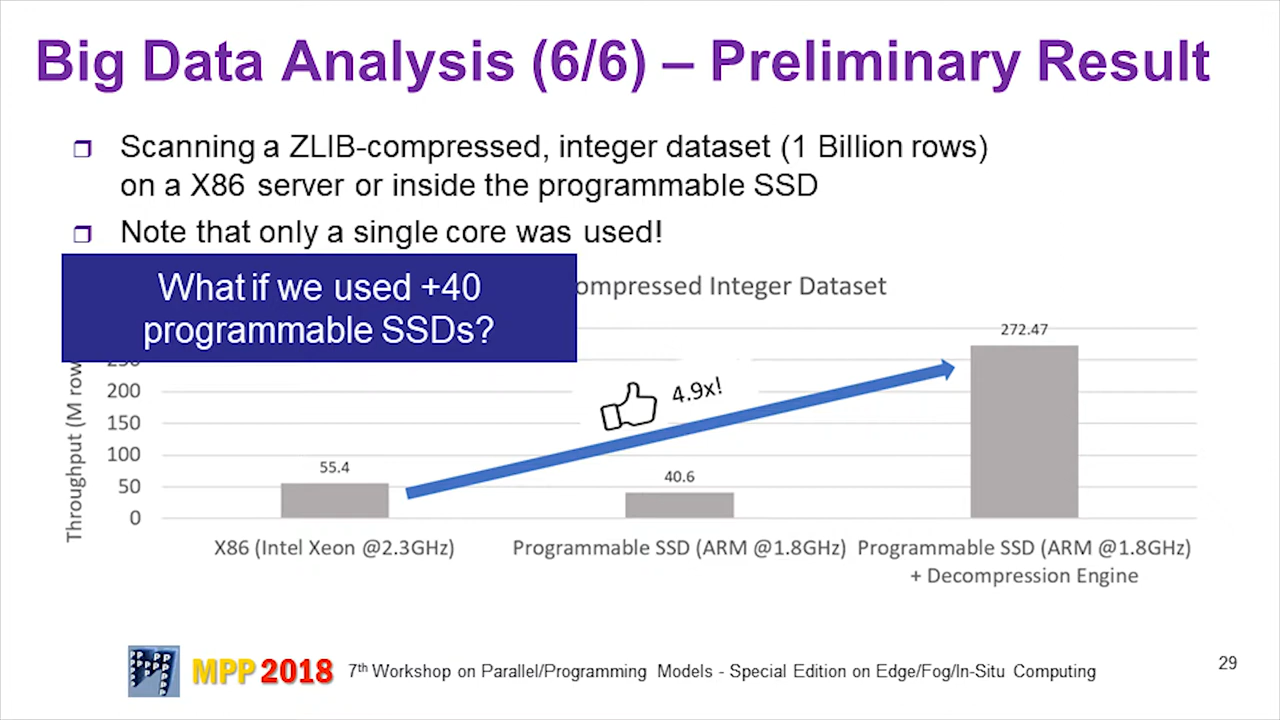 Big Data Analysis (6/6) – Preliminary Result
Scanning a ZLIB-compressed, integer dataset (1 Billion rows)
on a X86 server or inside the programmable SSD
Note that only a single core was used!
What if we used +40
programmable SSDs?
ompressed Integer Dataset
Throughput (M row
200
150
100
50
0
55.4
40.6
272.47
4.9x!
X86 (Intel Xeon @2.3GHz)
Programmable SSD (ARM @1.8GHz)
Programmable SSD (ARM @1.8GHz)
+ Decompression Engine
MPP 2018
7th Workshop on Parallel/Programming Models - Special Edition on Edge/Fog/In-Situ Computing
29